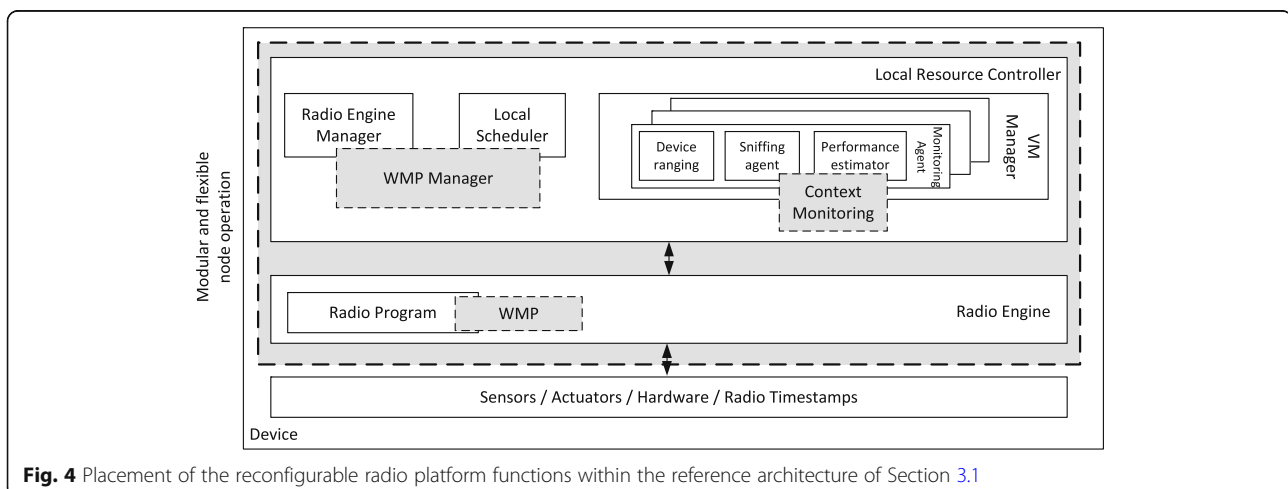 Local Resource Controller
Radio Engine
Manager
Local
Scheduler
WMP Manager
Device
ranging
Sniffing
agent
Performance
estimator
Monitoring
Agent
VM
Manager
Context
Monitoring
Modular and flexible
node operation
Radio Program
WMP
Radio Engine
Sensors / Actuators / Hardware / Radio Timestamps
Device
Fig. 4 Placement of the reconfigurable radio platform functions within the reference architecture of Section 3.1